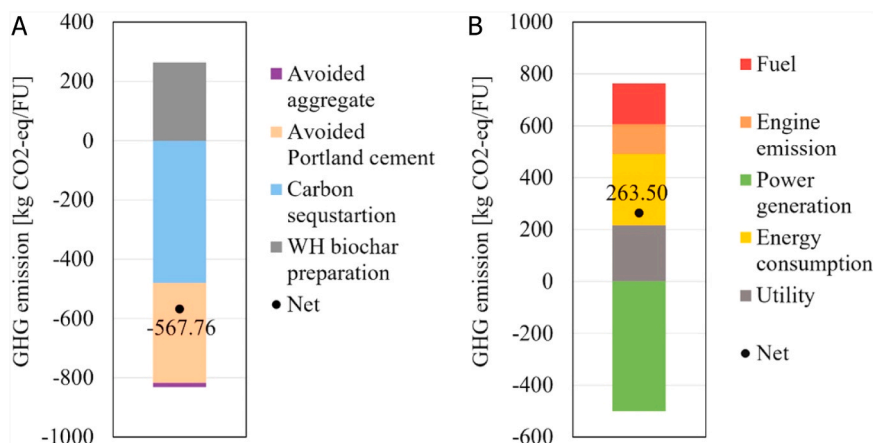 A
GHG emission [kg CO2-eq/FU]
400
200
0
-200
-400
-600
-800
-1000
-567.76
Avoided
aggregate
Avoided
Portland cement
Carbon
sequstartion
WH biochar
preparation
Net
B
GHG emission [kg CO2-eq/FU]
1000
800
600
400
200
0
-200
-400
-600
263.50
Fuel
Engine
emission
Power
generation
Energy
consumption
Utility
Net